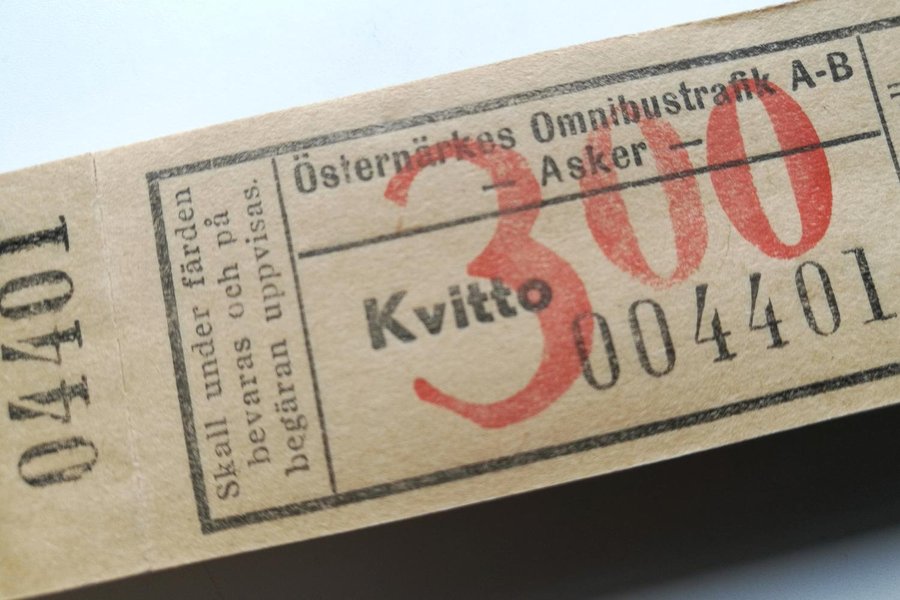 04401
Skall under färden
bevaras och på
begäran uppvisas.
Östernärkes Omnibustrafik A-B
— Asker —
300
Kvitto
004401